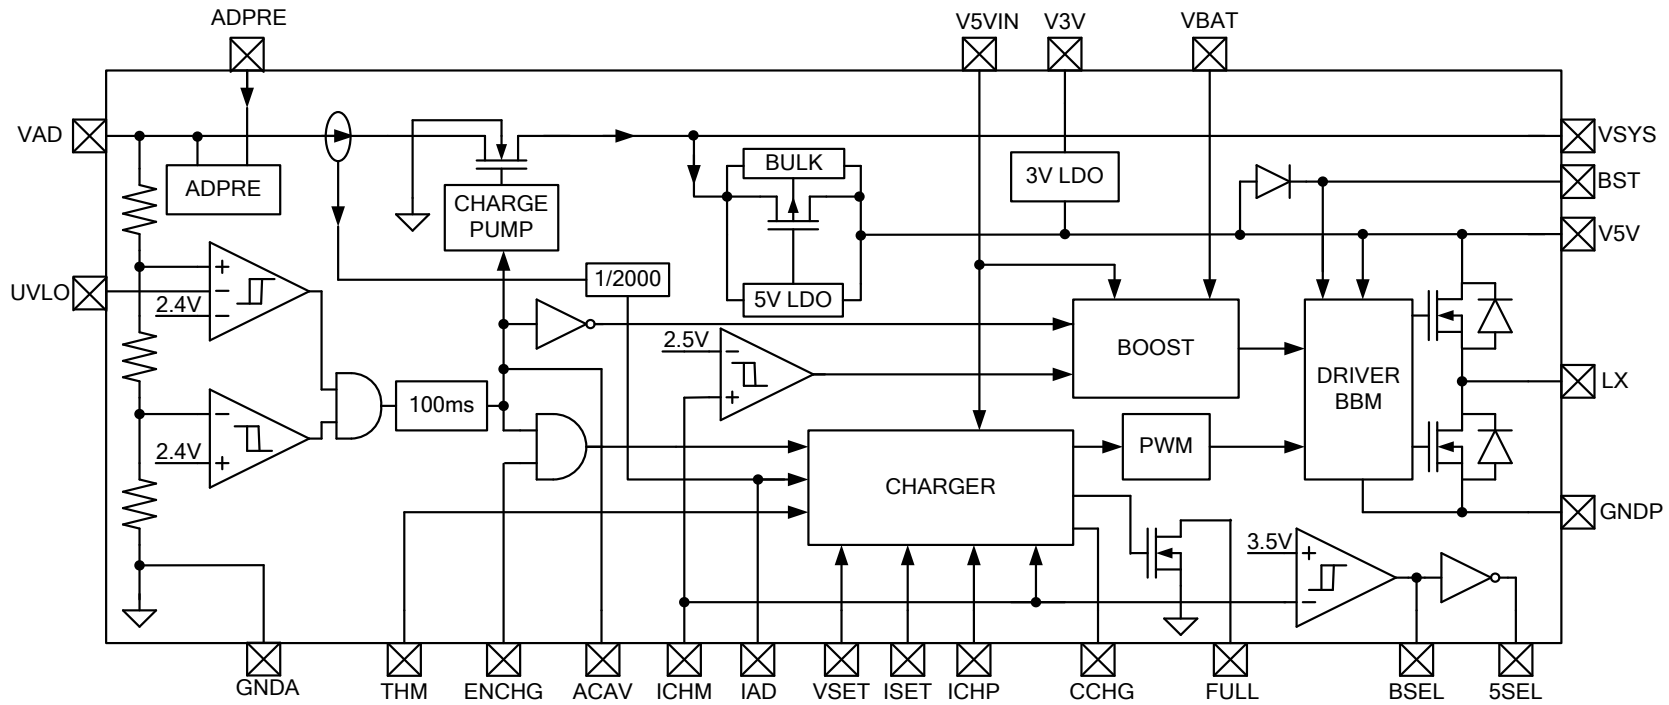 ADPRE
V5VIN
V3V
VBAT
VAD
VSYS
BULK
3V LDO
ADPRE
BST
CHARGE
PUMP
V5V
+
1/2000
UVLO
−
5V LDO
2.4V
−
2.5V
−
BOOST
DRIVER
BBM
LX
100ms
+
−
2.4V
+
PWM
CHARGER
GNDP
3.5V
+
−
GNDA
THM
ENCHG
ACAV
ICHM
IAD
VSET
ISET
ICHP
CCHG
FULL
BSEL
5SEL